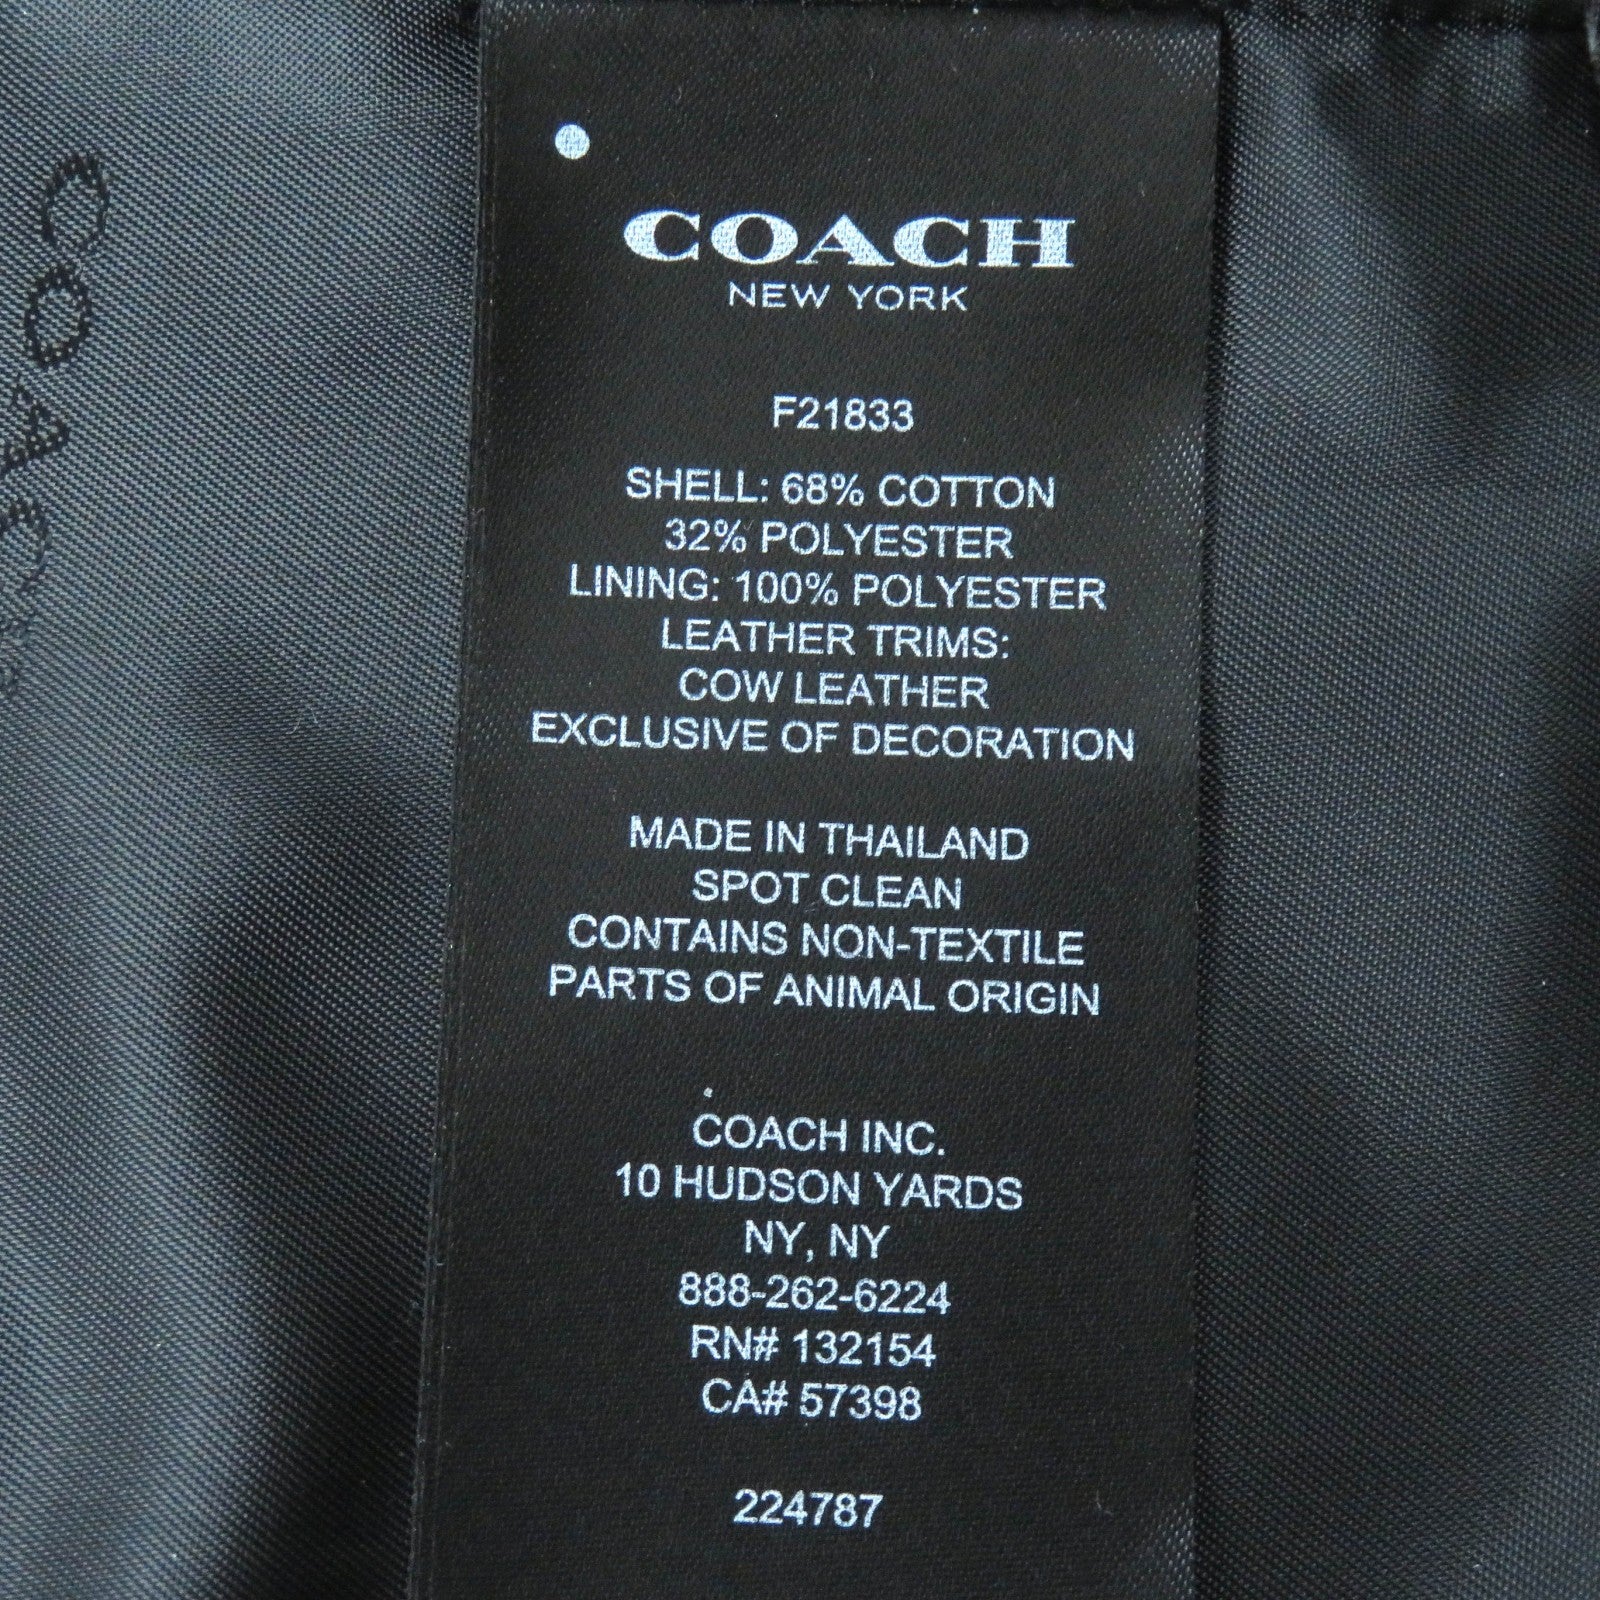 COACH
NEW YORK
F21833
SHELL: 68% COTTON
32% POLYESTER
LINING: 100% POLYESTER
LEATHER TRIMS:
COW LEATHER
EXCLUSIVE OF DECORATION
MADE IN THAILAND
SPOT CLEAN
CONTAINS NON-TEXTILE
PARTS OF ANIMAL ORIGIN
COACH INC.
10 HUDSON YARDS
NY, NY
888-262-6224
RN# 132154
CA# 57398
224787